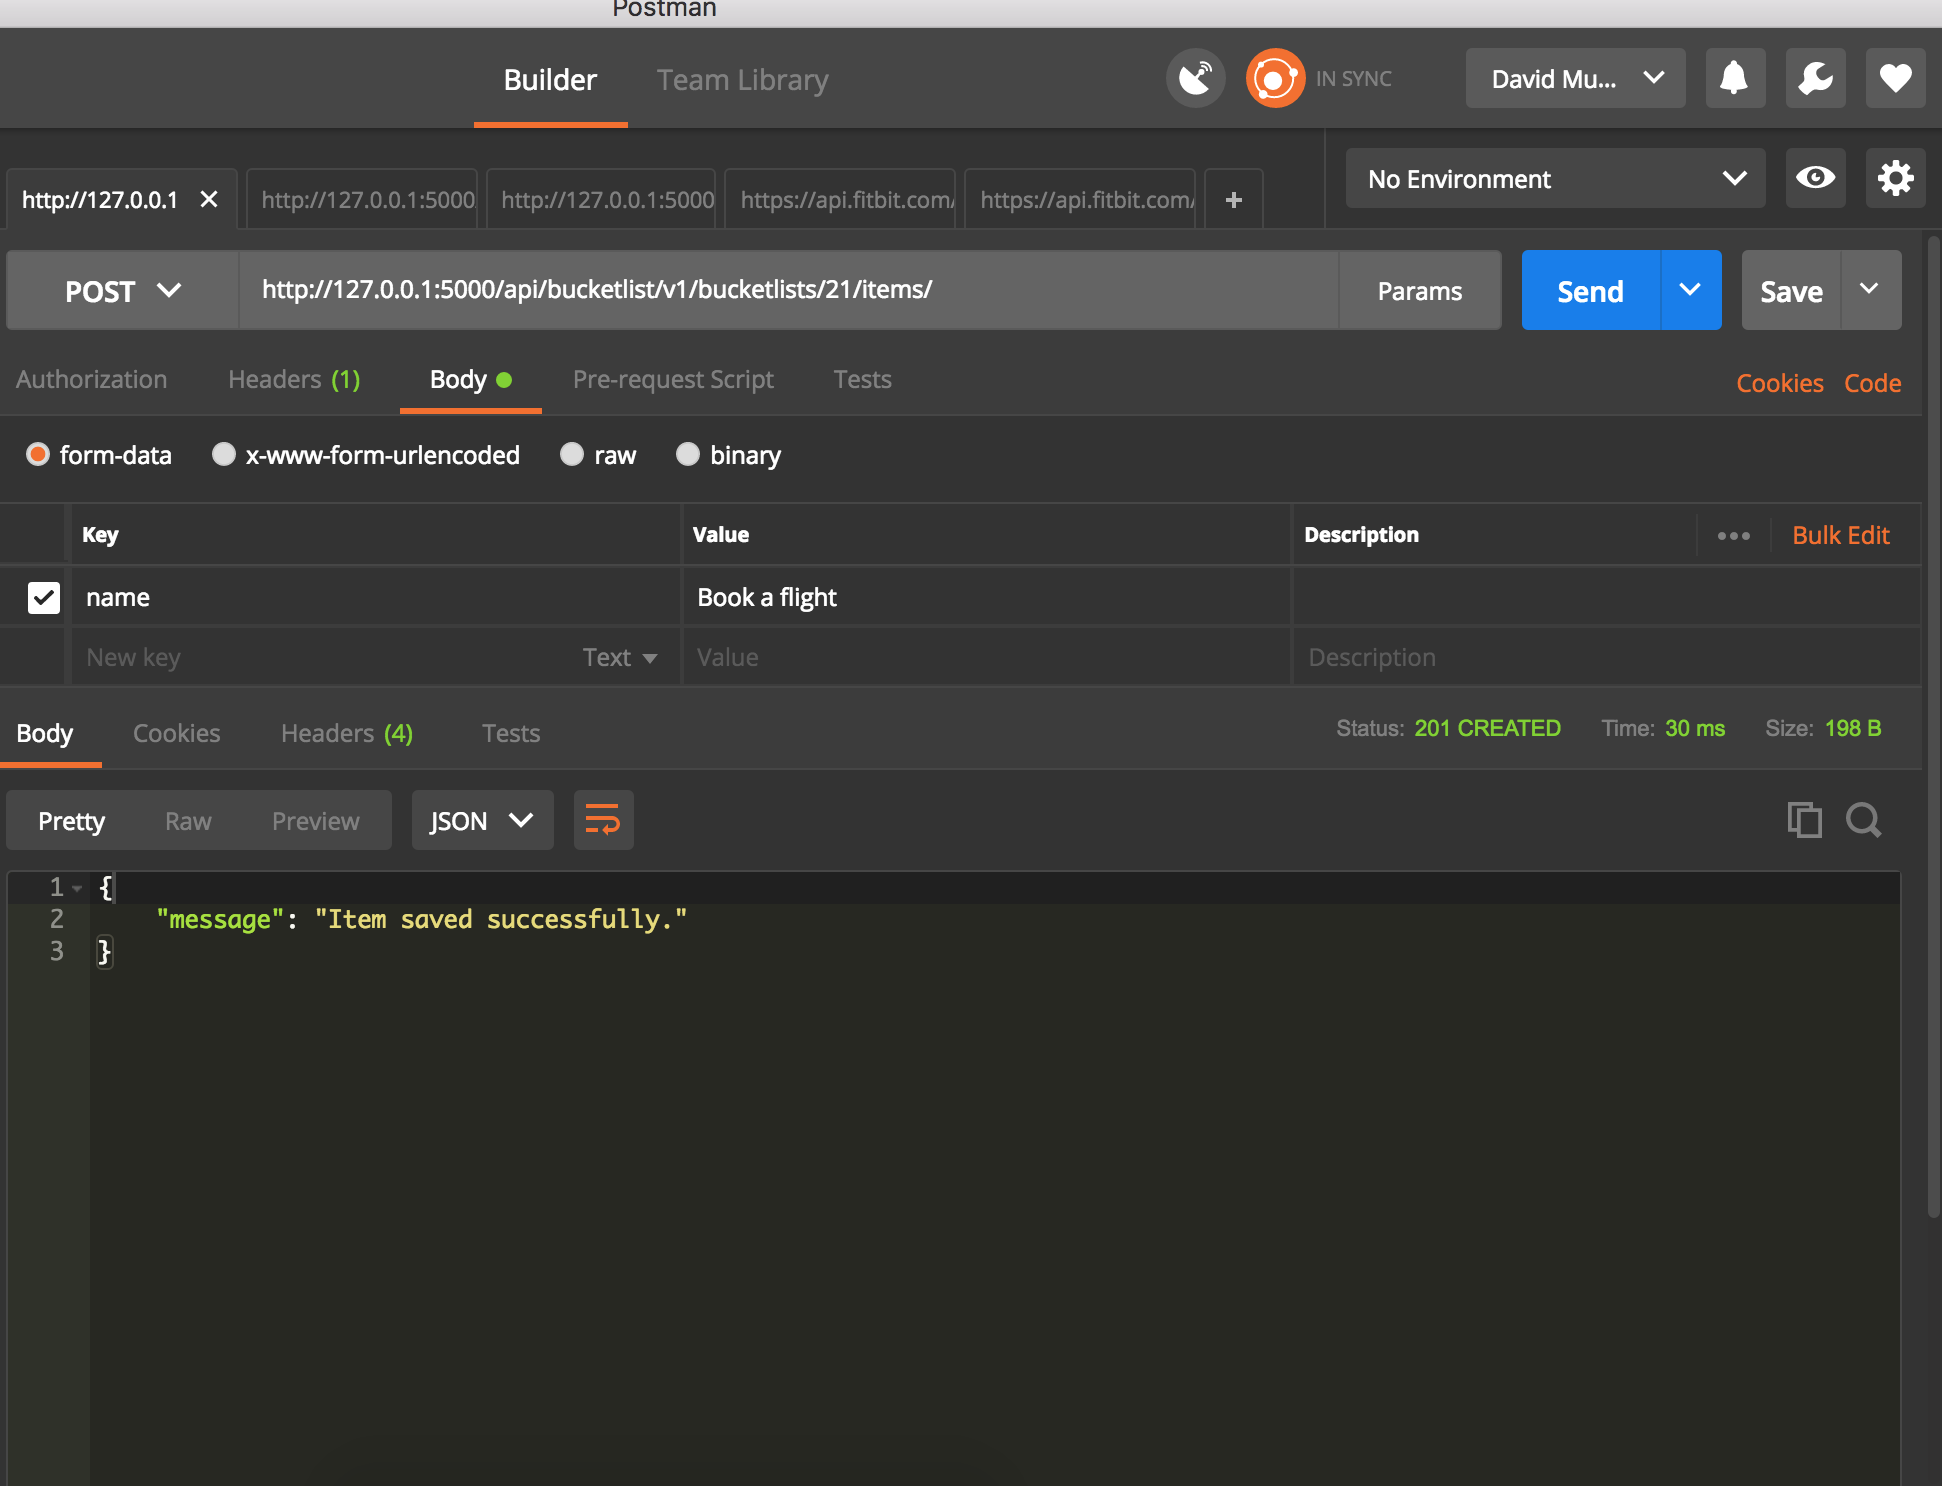 Postman
Builder Team Library IN SYNC David Mu...
http://127.0.0.1 http://127.0.0.1:5000 http://127.0.0.1:5000 https://api.fitbit.com/ https://api.fitbit.com/ + No Environment
POST http://127.0.0.1:5000/api/bucketlist/v1/bucketlists/21/items/ Params Send Save
Authorization Headers (1) Body Pre-request Script Tests Cookies Code
form-data x-www-form-urlencoded raw binary
Key Value Description Bulk Edit
name Book a flight
New key Text Value Description
Body Cookies Headers (4) Tests Status: 201 CREATED Time: 30 ms Size: 198 B
Pretty Raw Preview JSON
1 {
2 "message": "Item saved successfully."
3 }